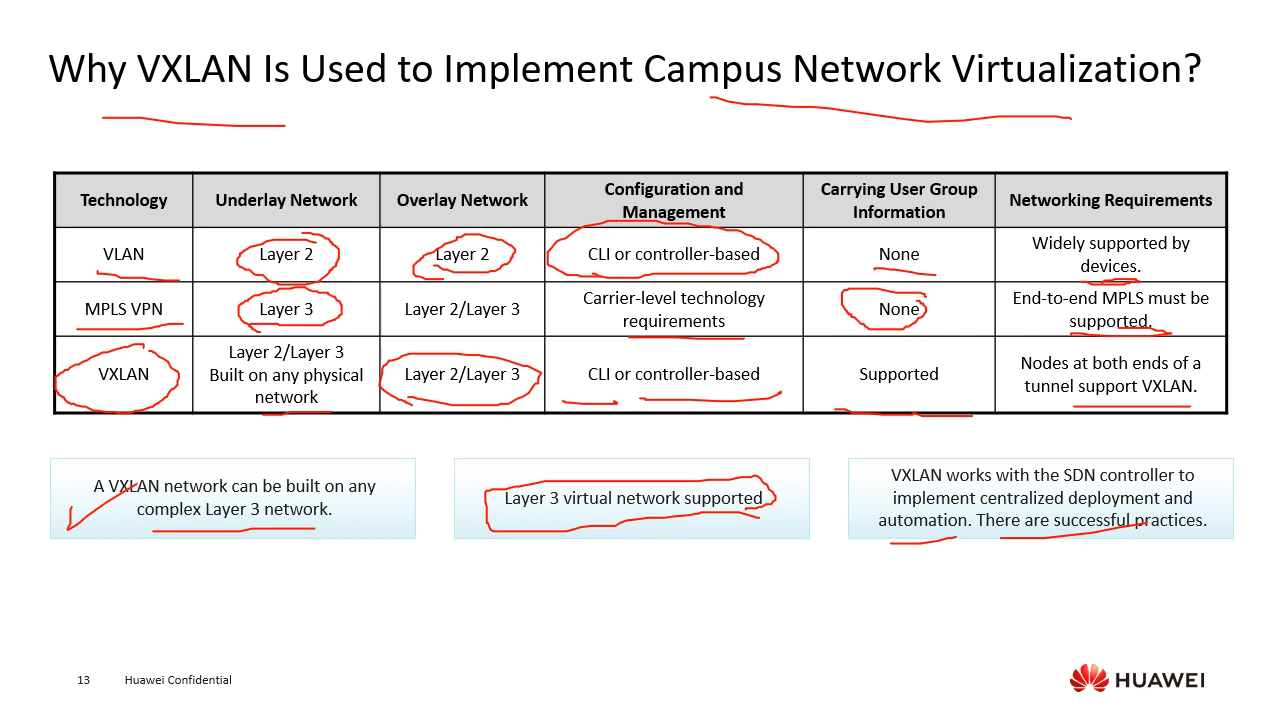 Why VXLAN Is Used to Implement Campus Network Virtualization?
Technology
Underlay Network
Overlay Network
Configuration and
Management
Carrying User Group
Information
Networking Requirements
VLAN
Layer 2
Layer 2
CLI or controller-based
None
Widely supported by
devices.
MPLS VPN
Layer 3
Layer 2/Layer 3
Carrier-level technology
requirements
None
End-to-end MPLS must be
supported.
VXLAN
Layer 2/Layer 3
Built on any physical
network
Layer 2/Layer 3
CLI or controller-based
Supported
Nodes at both ends of a
tunnel support VXLAN.
A VXLAN network can be built on any
complex Layer 3 network.
Layer 3 virtual network supported
VXLAN works with the SDN controller to
implement centralized deployment and
automation. There are successful practices.
13
Huawei Confidential
HUAWEI